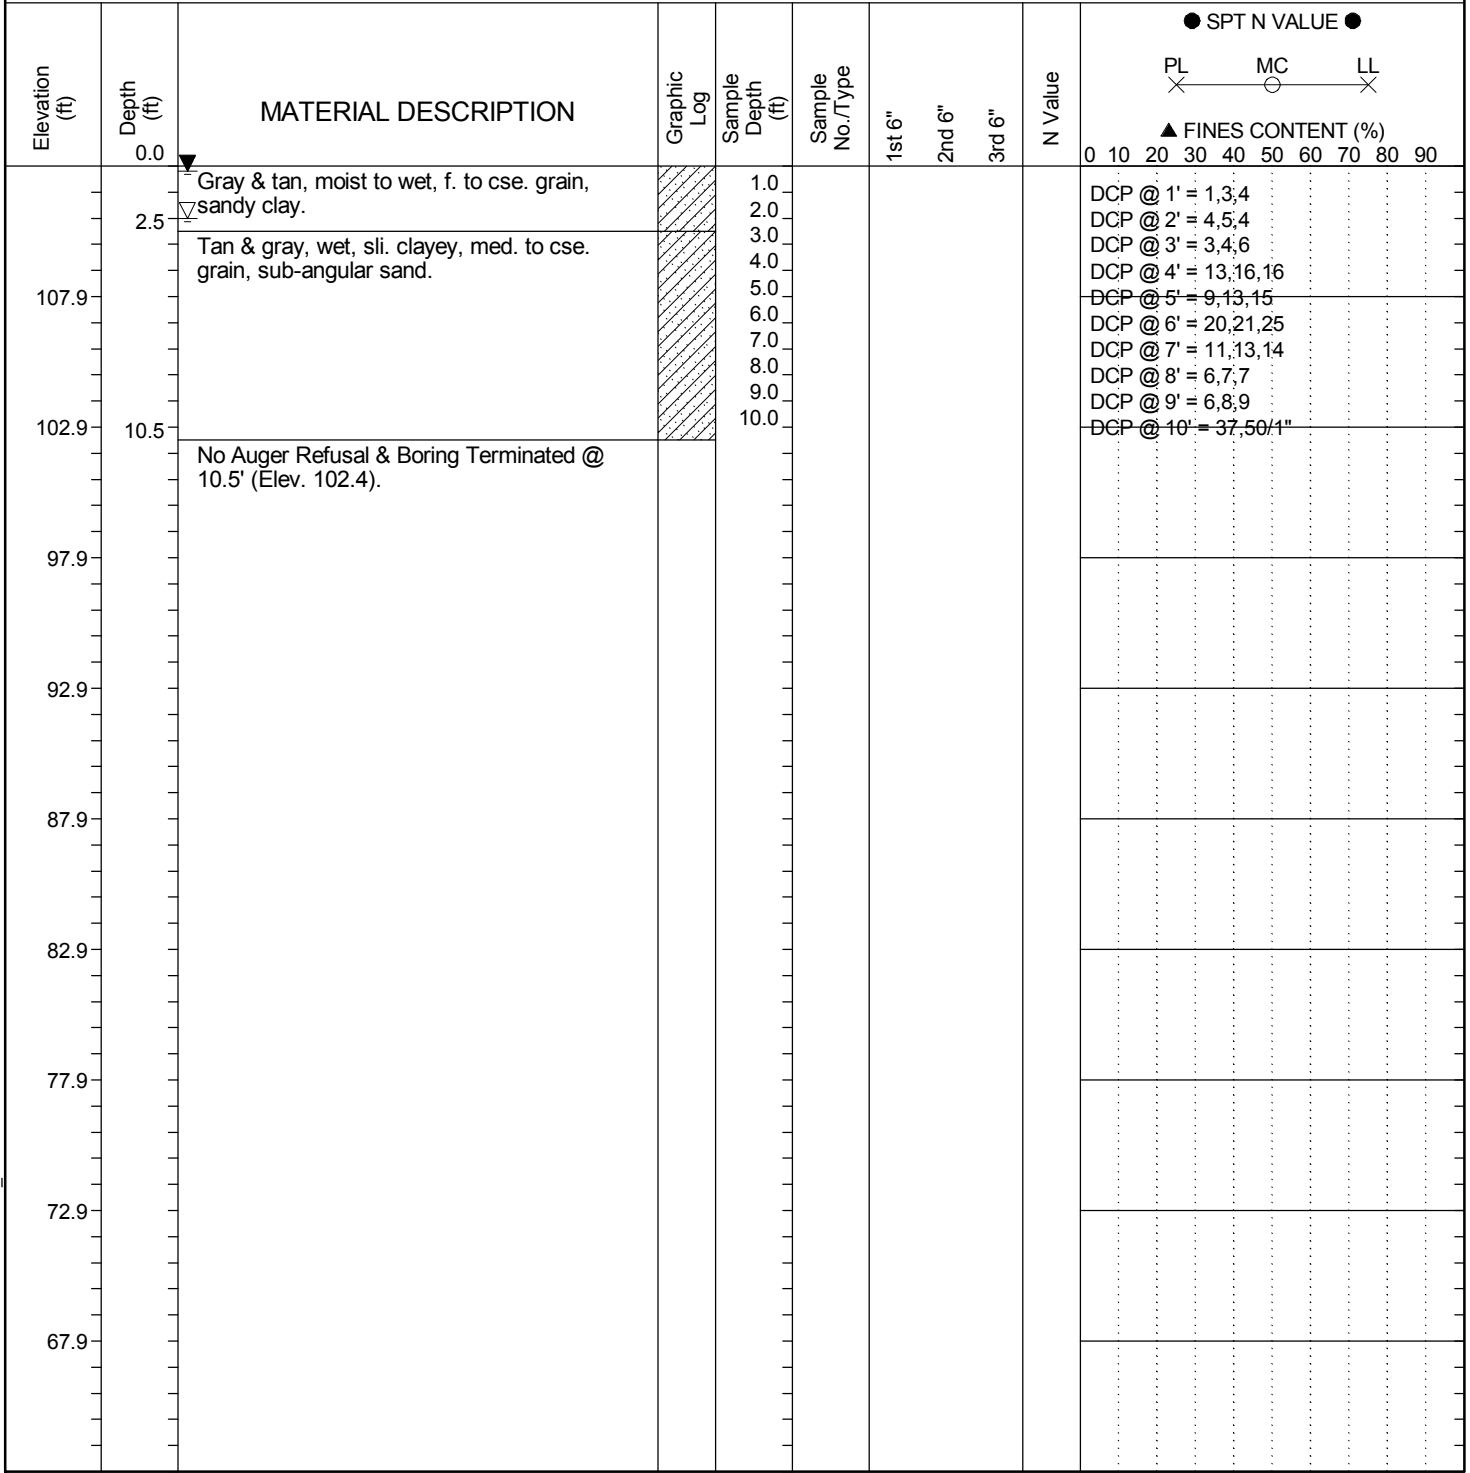 ● SPT N VALUE ●
PL MC LL
▲ FINES CONTENT (%)
0 10 20 30 40 50 60 70 80 90
Elevation
(ft)
Depth
(ft)
0.0
MATERIAL DESCRIPTION
Graphic
Log
Sample
Depth
(ft)
Sample
No./Type
1st 6"
2nd 6"
3rd 6"
N Value
Gray & tan, moist to wet, f. to cse. grain,
sandy clay.
2.5
Tan & gray, wet, sli. clayey, med. to cse.
grain, sub-angular sand.
10.5
No Auger Refusal & Boring Terminated @
10.5' (Elev. 102.4).
1.0
2.0
3.0
4.0
5.0
6.0
7.0
8.0
9.0
10.0
DCP @ 1' = 1,3,4
DCP @ 2' = 4,5,4
DCP @ 3' = 3,4,6
DCP @ 4' = 13,16,16
DCP @ 5' = 9,13,15
DCP @ 6' = 20,21,25
DCP @ 7' = 11,13,14
DCP @ 8' = 6,7,7
DCP @ 9' = 6,8,9
DCP @ 10' = 37,50/1"
107.9
102.9
97.9
92.9
87.9
82.9
77.9
72.9
67.9